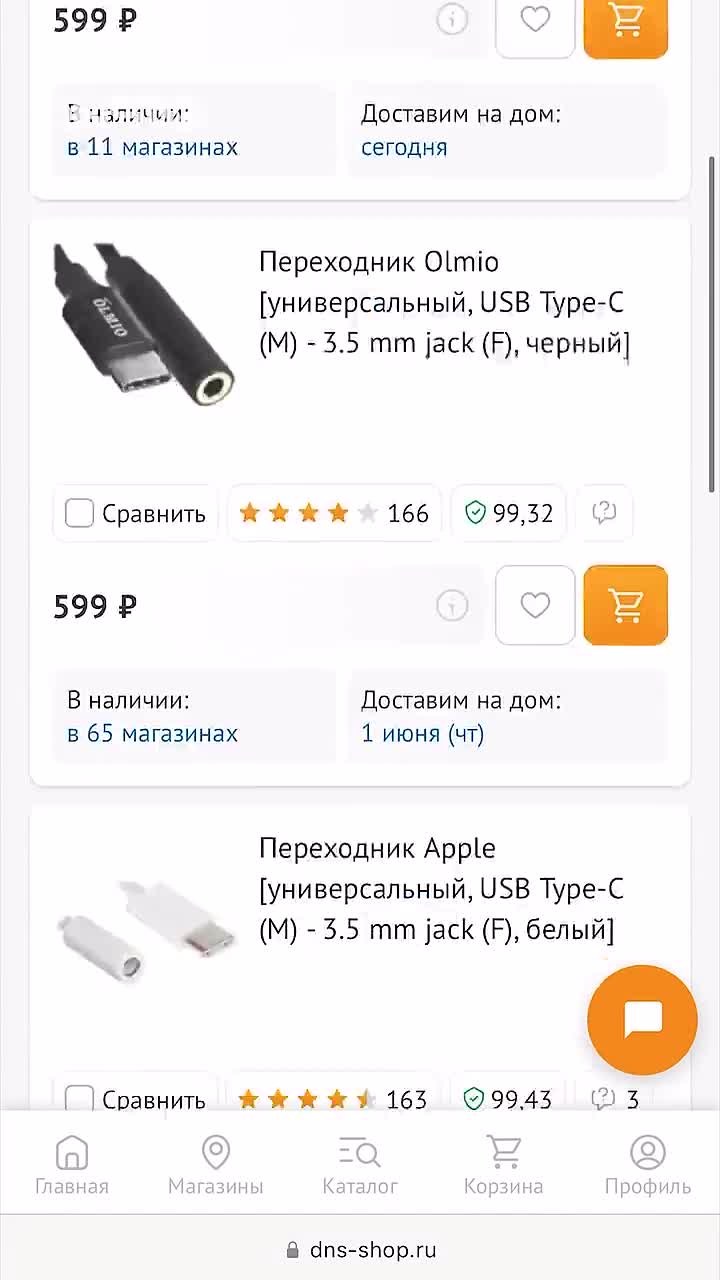 599 ₽
В наличии:
в 11 магазинах
Доставим на дом:
сегодня
OLMIO
Переходник Olmio
[универсальный, USB Type-C
(M) - 3.5 mm jack (F), черный]
Сравнить
166
99,32
599 ₽
В наличии:
в 65 магазинах
Доставим на дом:
1 июня (чт)
Переходник Apple
[универсальный, USB Type-C
(M) - 3.5 mm jack (F), белый]
Сравнить
163
99,43
3
Главная
Магазины
Каталог
Корзина
Профиль
dns-shop.ru